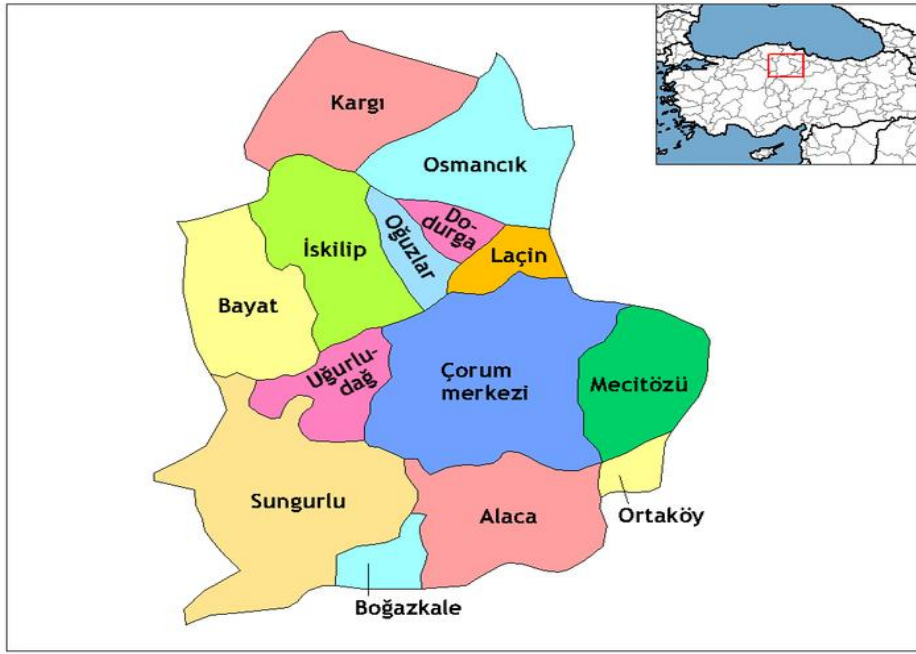 Kargı
Osmancık
Do-
durga
Oğuzlar
İskilip
Laçin
Bayat
Uğurlu-
dağ
Çorum
merkezi
Mecitözü
Sungurlu
Alaca
Ortaköy
Boğazkale